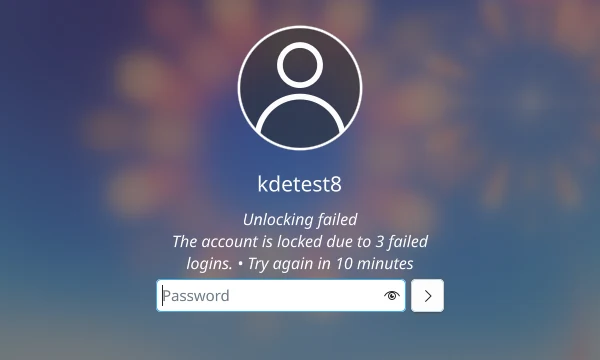 kdetest8
Unlocking failed
The account is locked due to 3 failed
logins. • Try again in 10 minutes
Password